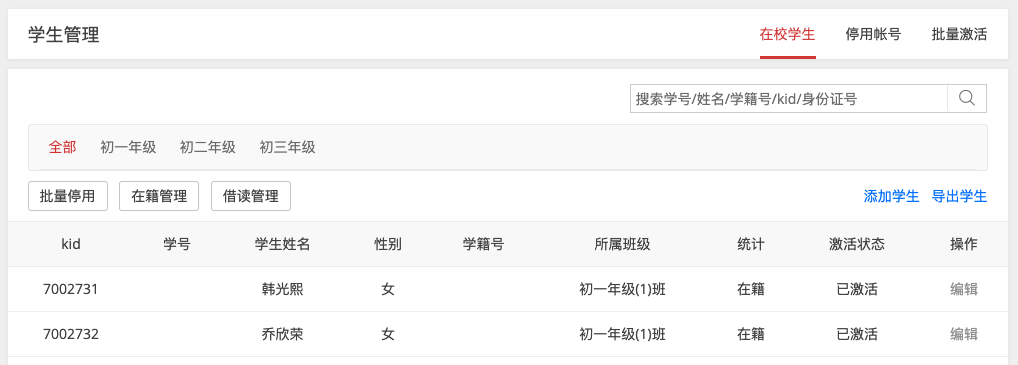 学生管理 在校学生 停用帐号 批量激活
搜索学号/姓名/学籍号/kid/身份证号
全部 初一年级 初二年级 初三年级
批量停用 在籍管理 借读管理 添加学生 导出学生
kid 学号 学生姓名 性别 学籍号 所属班级 统计 激活状态 操作
7002731 韩光熙 女 初一年级(1)班 在籍 已激活 编辑
7002732 乔欣荣 女 初一年级(1)班 在籍 已激活 编辑